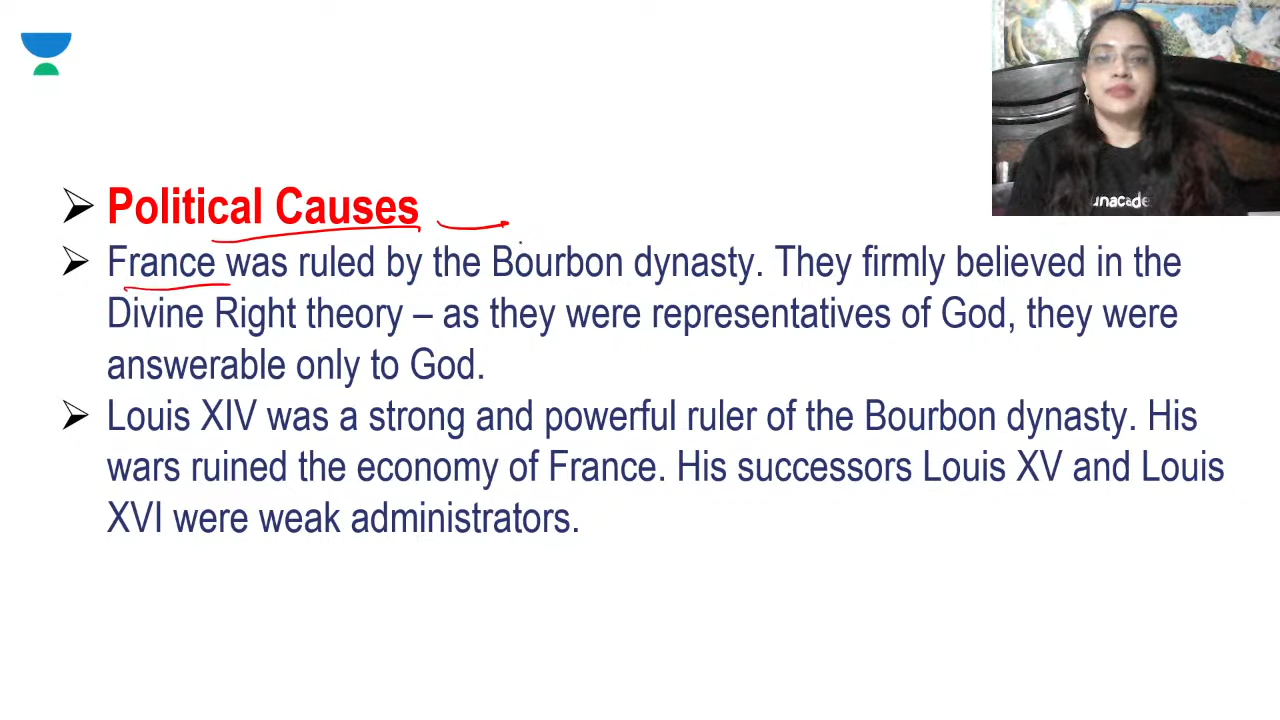 Political Causes
France was ruled by the Bourbon dynasty. They firmly believed in the
Divine Right theory – as they were representatives of God, they were
answerable only to God.
Louis XIV was a strong and powerful ruler of the Bourbon dynasty. His
wars ruined the economy of France. His successors Louis XV and Louis
XVI were weak administrators.
unacade